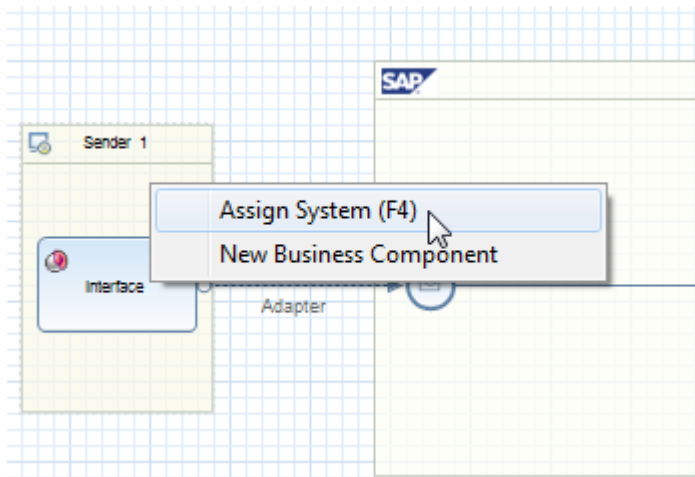 SAP
Sender 1
Assign System (F4)
New Business Component
Interface
Adapter